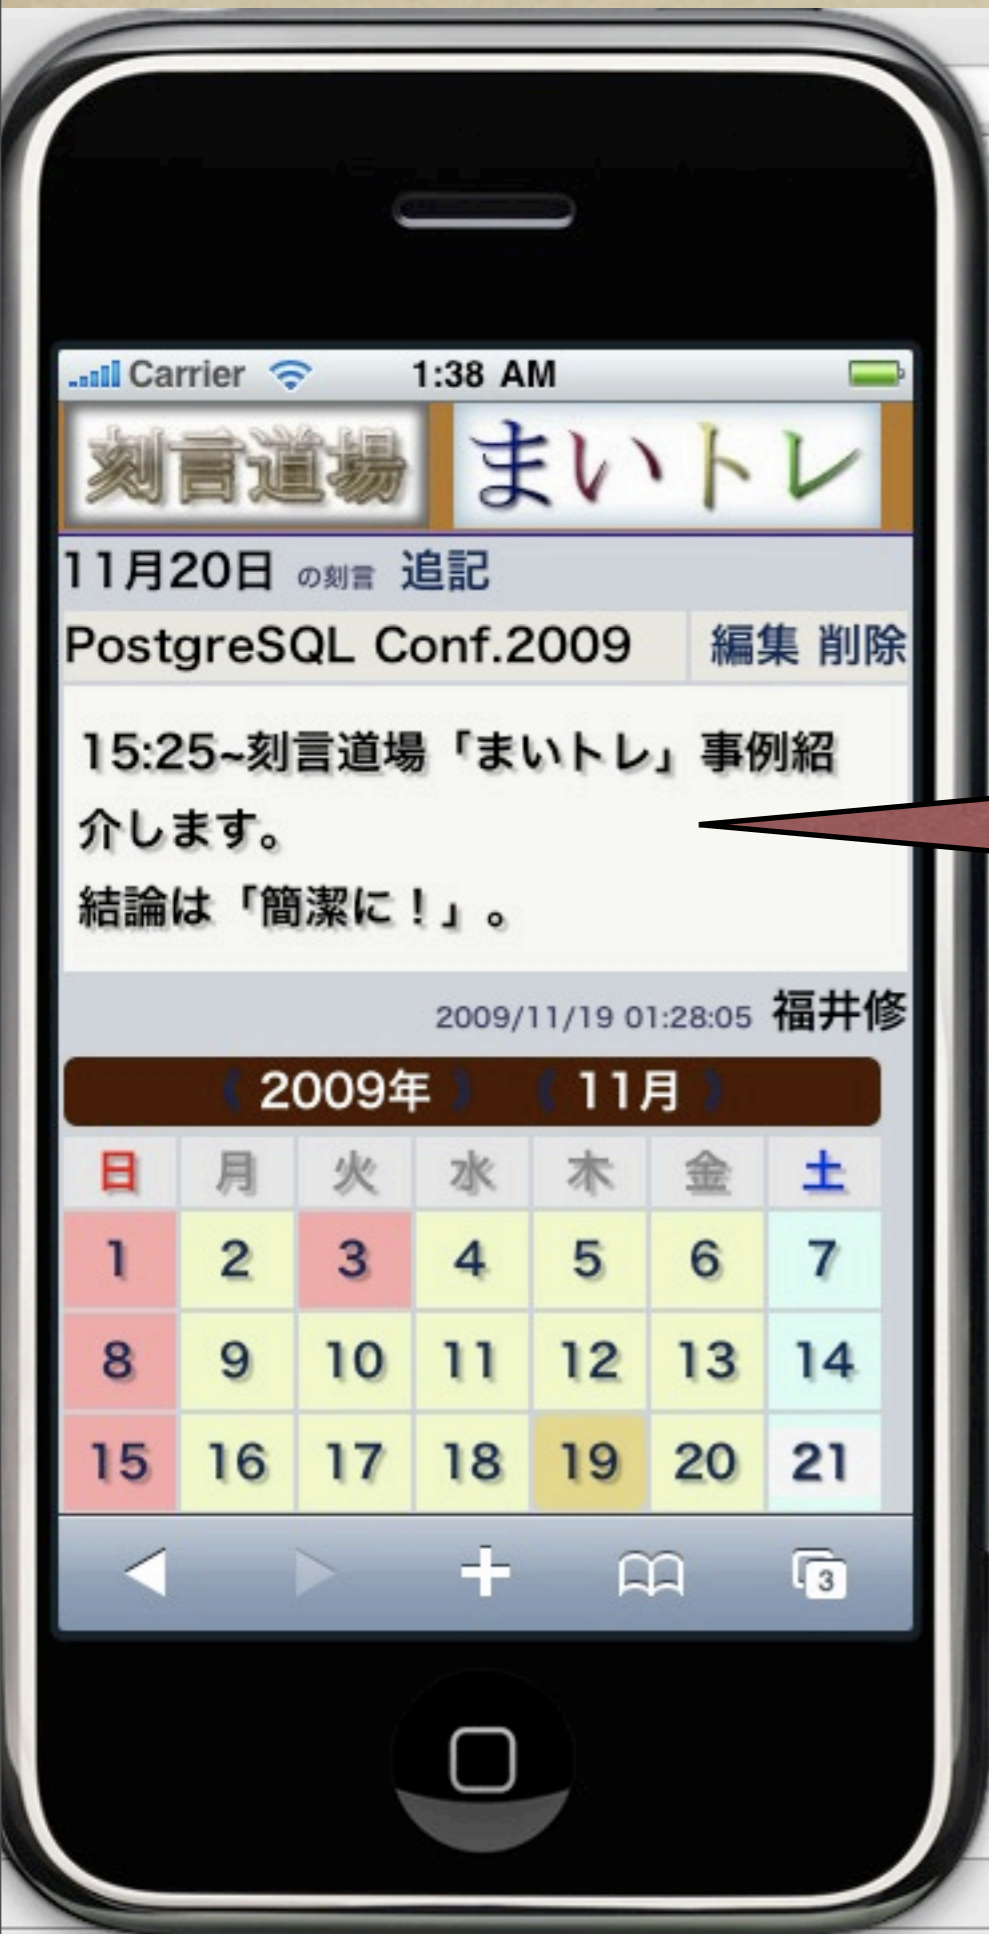 Carrier 1:38 AM
刻言道場 まいトレ
11月20日 の刻言 追記
PostgreSQL Conf.2009 編集 削除
15:25~刻言道場「まいトレ」事例紹
介します。
結論は「簡潔に！」。
2009/11/19 01:28:05 福井修
《 2009年 》 《 11月 》
日 月 火 水 木 金 土
1 2 3 4 5 6 7
8 9 10 11 12 13 14
15 16 17 18 19 20 21
3